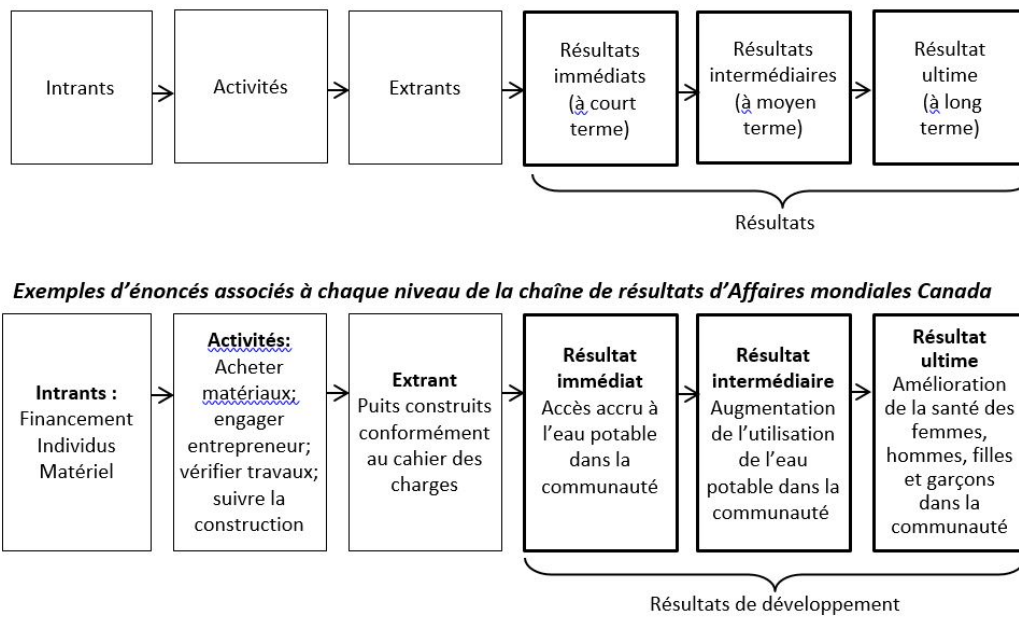 Intrants
Activités
Extrants
Résultats
immédiats
(à court
terme)
Résultats
intermédiaires
(à moyen
terme)
Résultat
ultime
(à long
terme)
Résultats
Exemples d’énoncés associés à chaque niveau de la chaîne de résultats d’Affaires mondiales Canada
Intrants :
Financement
Individus
Matériel
Activités:
Acheter
matériaux;
engager
entrepreneur;
vérifier travaux;
suivre la
construction
Extrant
Puits construits
conformément
au cahier des
charges
Résultat
immédiat
Accès accru à
l’eau potable
dans la
communauté
Résultat
intermédiaire
Augmentation
de l’utilisation
de l’eau
potable dans la
communauté
Résultat
ultime
Amélioration
de la santé des
femmes,
hommes, filles
et garçons
dans la
communauté
Résultats de développement